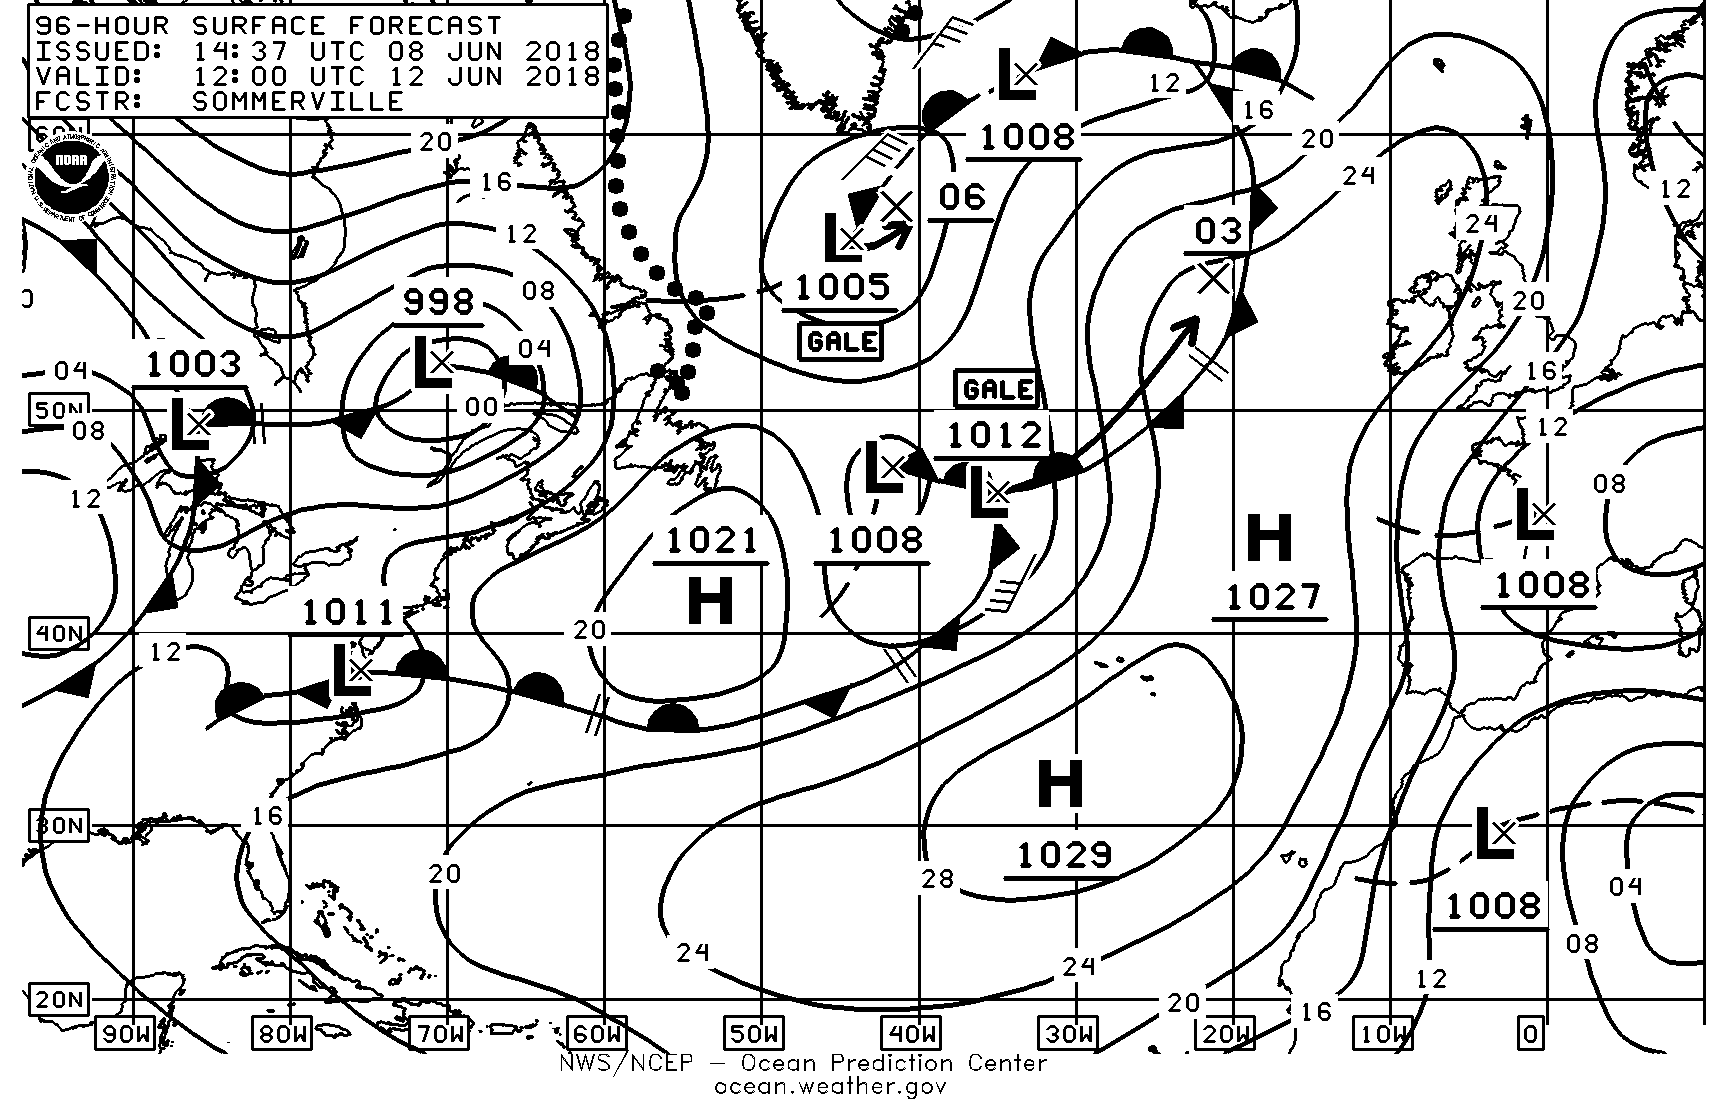 96-HOUR SURFACE FORECAST
ISSUED: 14:37 UTC 08 JUN 2018
VALID: 12:00 UTC 12 JUN 2018
FCSTR: SOMMERVILLE
NOAA
L
1008
12
16
20
24
12
20
16
12
06
03
24
L
1005
GALE
998
08
L
04
00
20
16
12
1003
04
L
50N
08
GALE
1012
L
L
12
08
L
1021
H
1008
H
1027
1008
1011
40N
20
12
L
H
1029
L
1008
30N
16
20
28
04
24
24
08
12
20
16
20N
90W
80W
70W
60W
50W
40W
30W
20W
10W
0
NWS/NCEP – Ocean Prediction Center
ocean.weather.gov